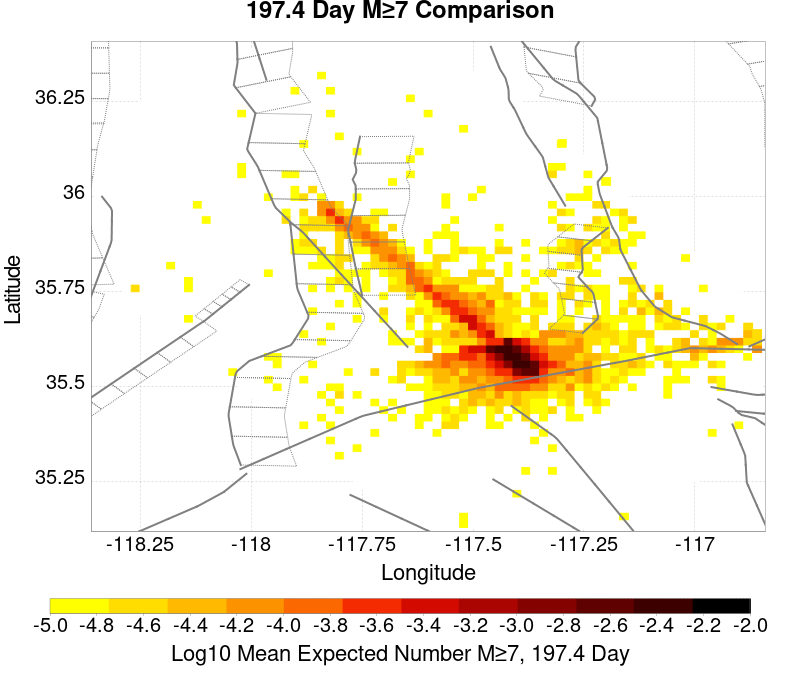 197.4 Day M≥7 Comparison
36.25
36
35.75
35.5
35.25
Latitude
-118.25 -118 -117.75 -117.5 -117.25 -117
Longitude
-5.0 -4.8 -4.6 -4.4 -4.2 -4.0 -3.8 -3.6 -3.4 -3.2 -3.0 -2.8 -2.6 -2.4 -2.2 -2.0
Log10 Mean Expected Number M≥7, 197.4 Day